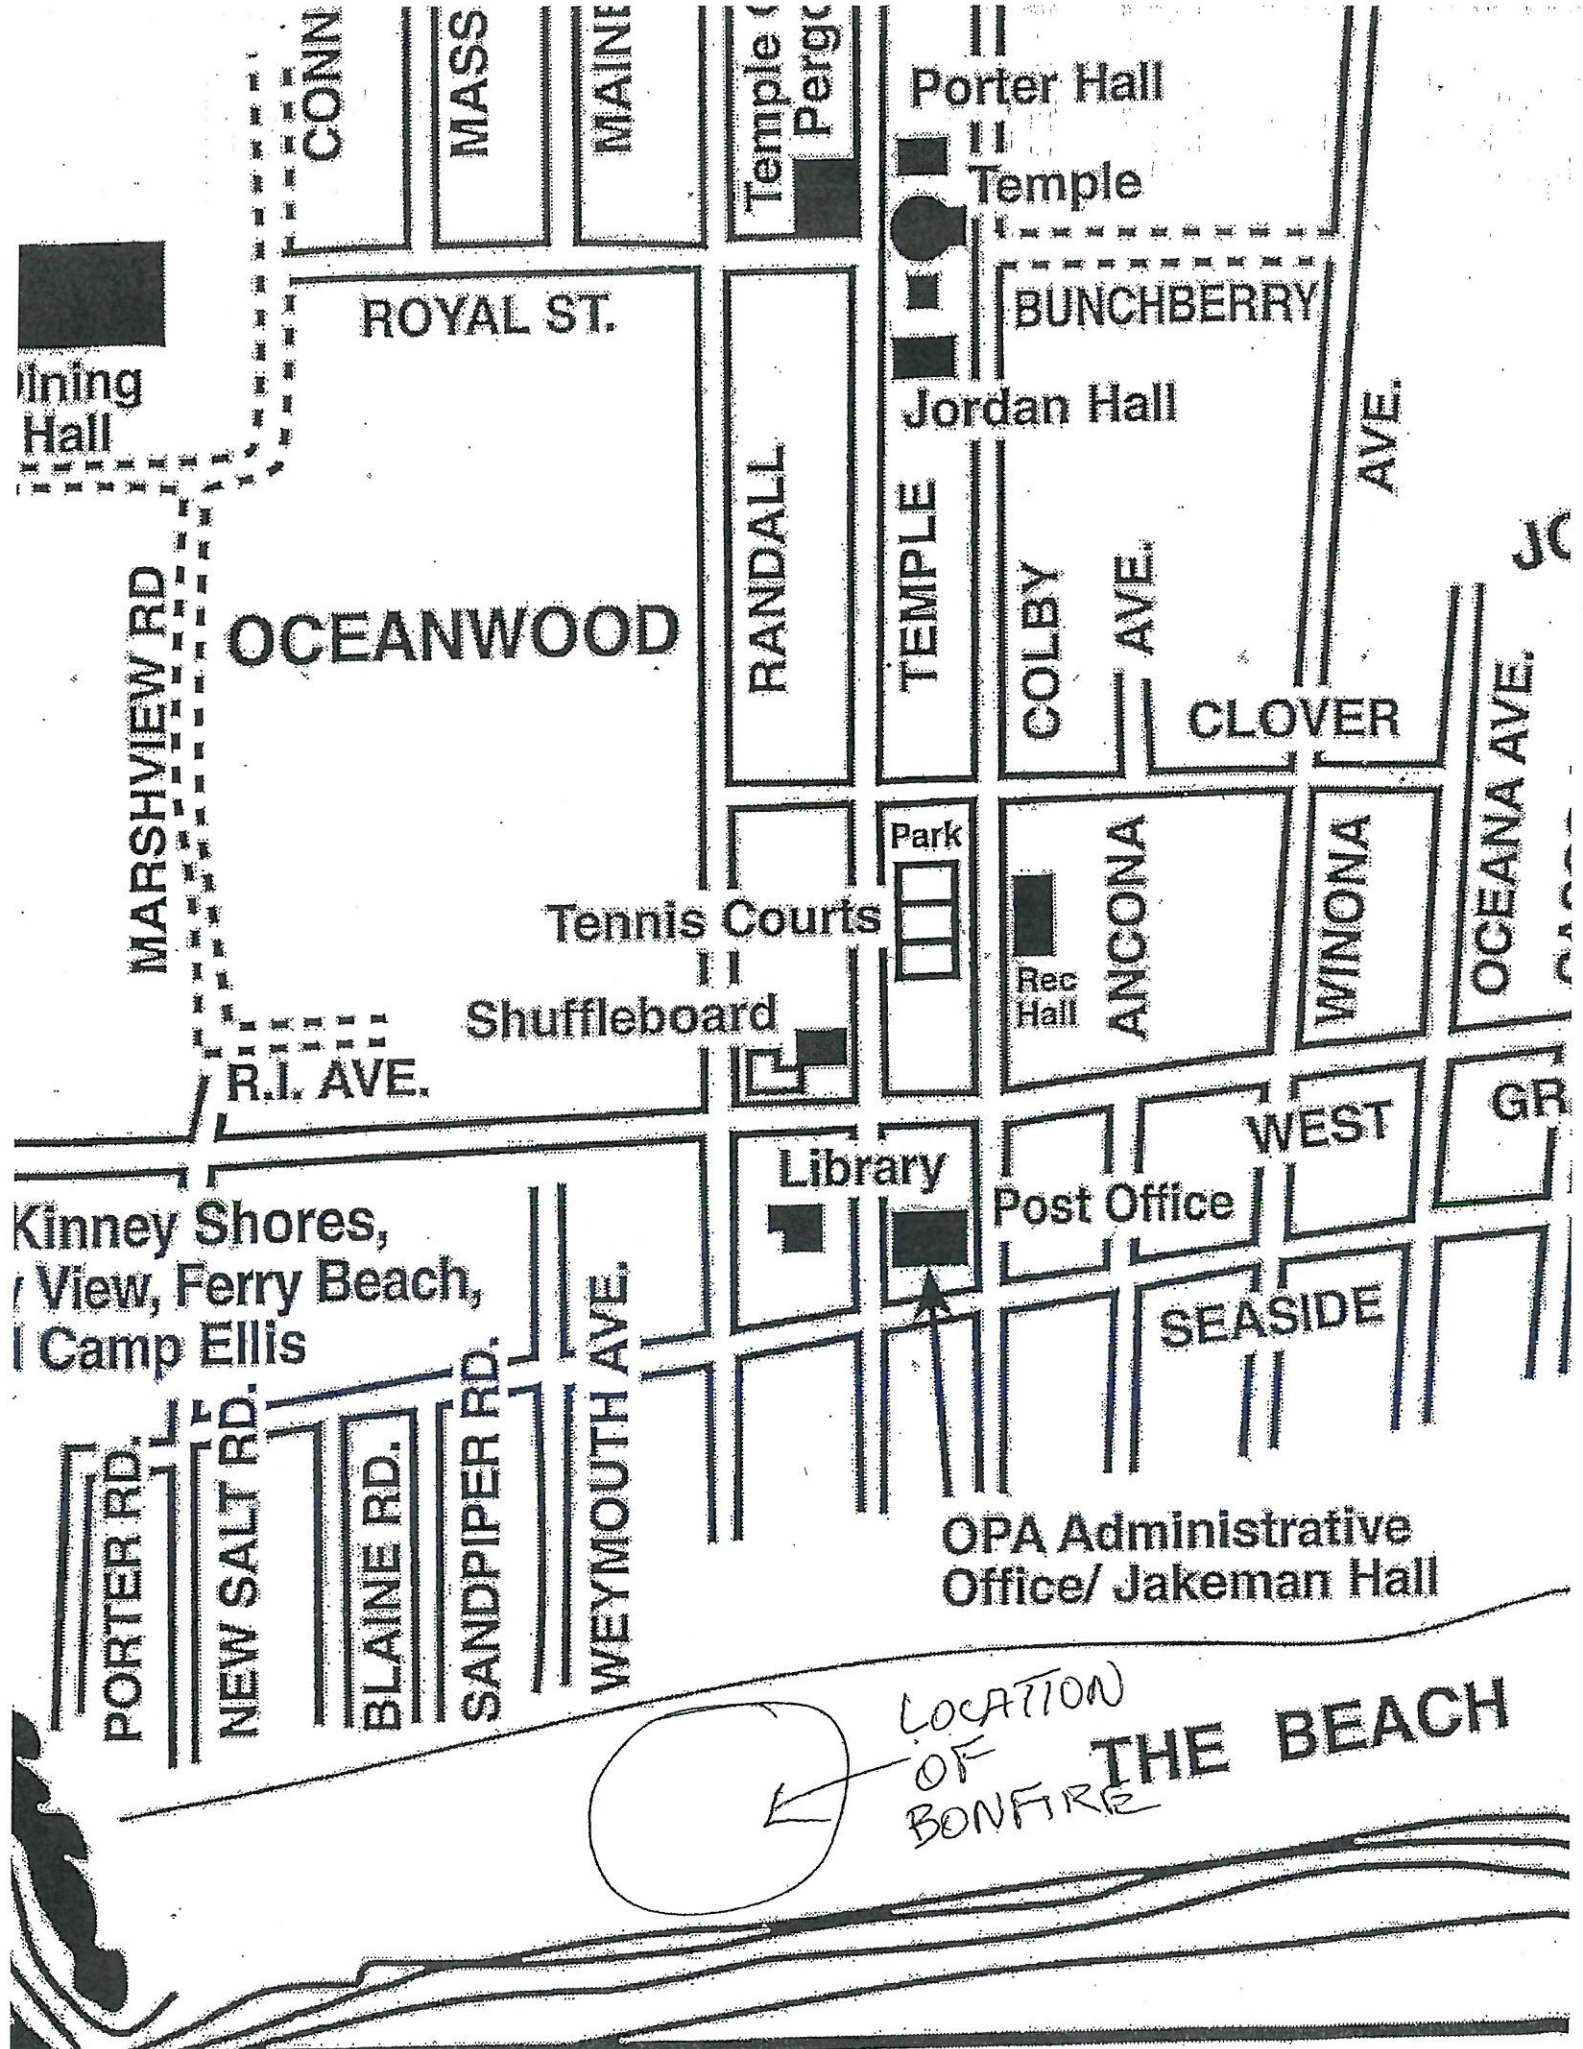 CONN
MASS
MAINE
Temple
Porter Hall
Temple
BUNCHBERRY
ROYAL ST.
Jordan Hall
Hall
AVE.
RANDALL
TEMPLE
COLBY
AVE.
MARSHVIEW RD
OCEANWOOD
CLOVER
OCEANA AVE.
Park
Tennis Courts
ANCONA
WINONA
Rec
Hall
Shuffleboard
R.I. AVE.
WEST
GR
Library
Post Office
Kinney Shores,
View, Ferry Beach,
Camp Ellis
SEASIDE
PORTER RD.
NEW SALT RD.
BLAINE RD.
SANDPIPER RD.
WEYMOUTH AVE.
OPA Administrative
Office/ Jakeman Hall
LOCATION
OF
BONFIRE
THE BEACH